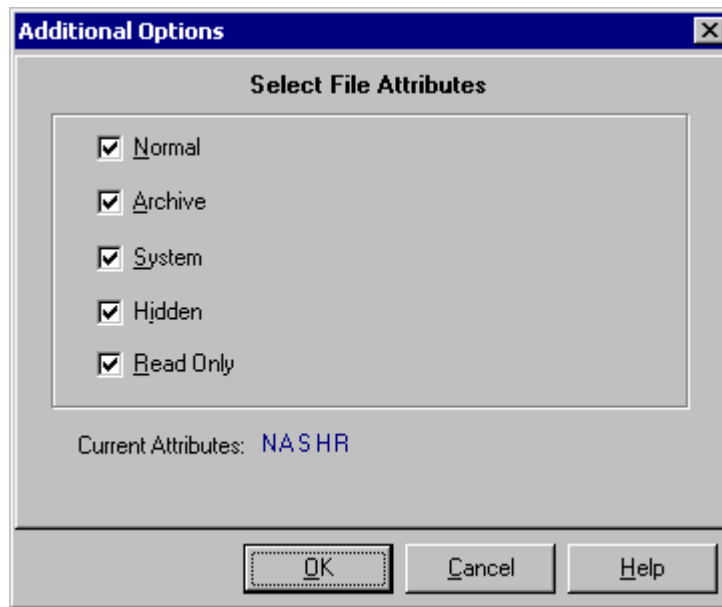 Additional Options
Select File Attributes
Normal
Archive
System
Hidden
Read Only
Current Attributes: NASHR
OK Cancel Help